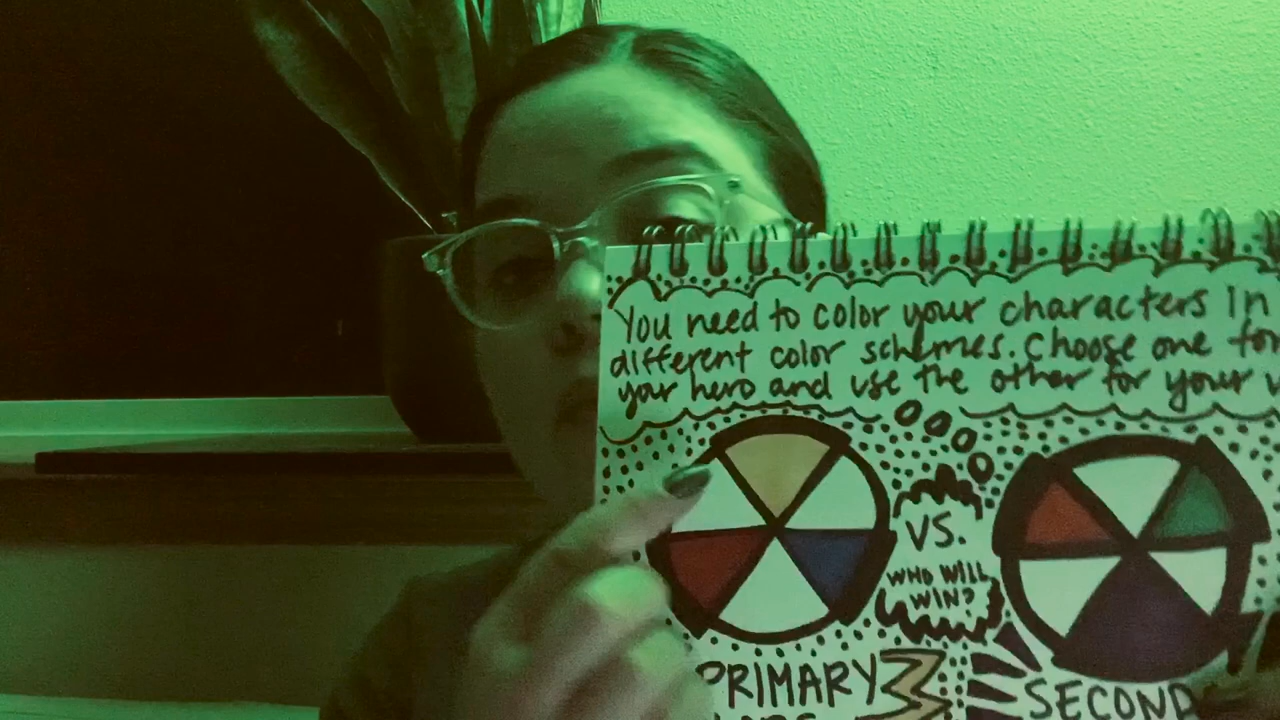 You need to color your characters in
different color schemes. Choose one for
your hero and use the other for your
VS.
WHO WILL
WIN?
PRIMARY
SECOND